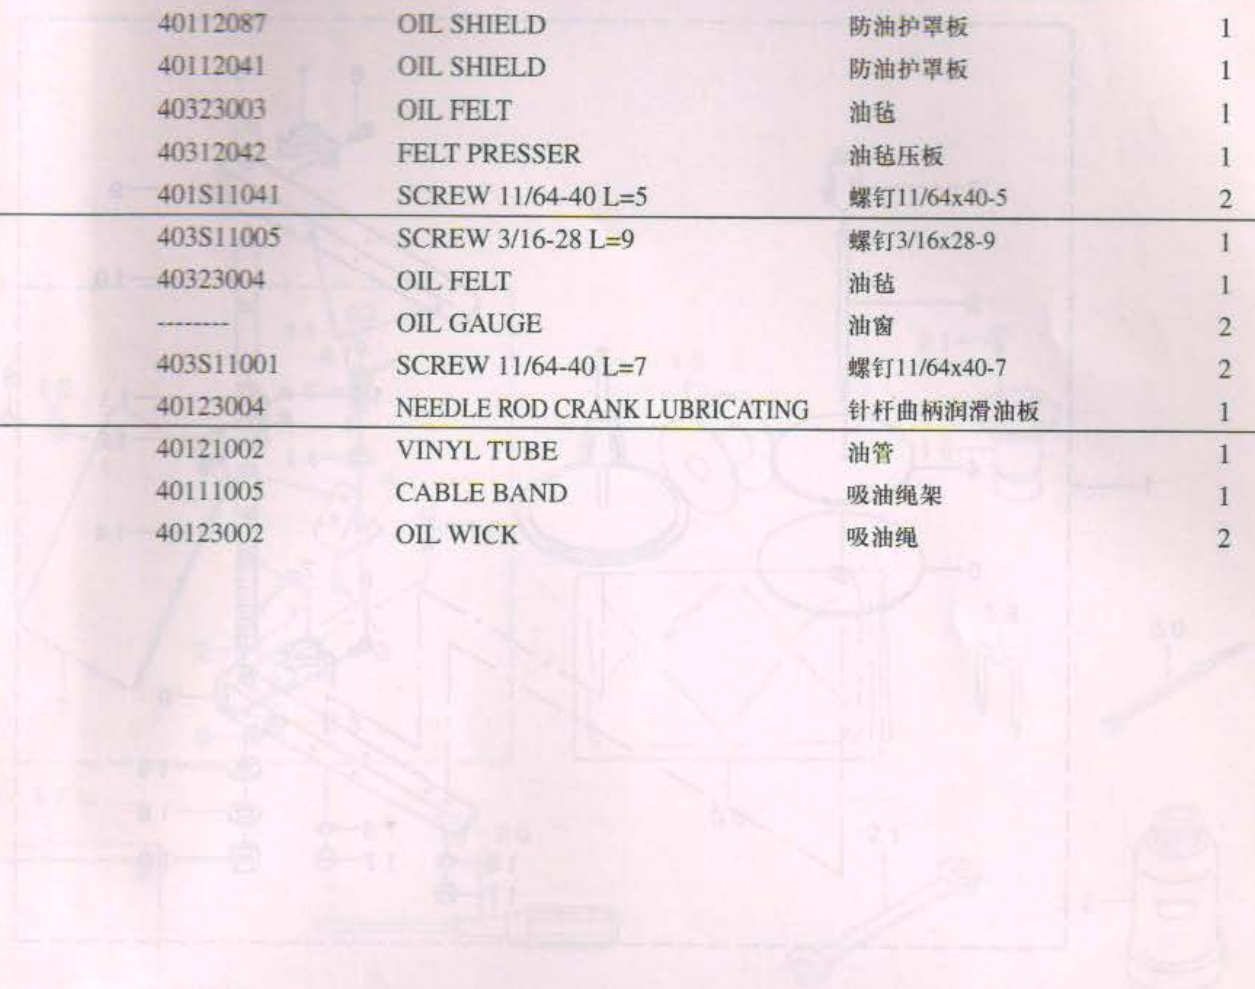 40112087 OIL SHIELD 防油护罩板 1
40112041 OIL SHIELD 防油护罩板 1
40323003 OIL FELT 油毡 1
40312042 FELT PRESSER 油毡压板 1
401S11041 SCREW 11/64-40 L=5 螺钉11/64x40-5 2
403S11005 SCREW 3/16-28 L=9 螺钉3/16x28-9 1
40323004 OIL FELT 油毡 1
-------- OIL GAUGE 油窗 2
403S11001 SCREW 11/64-40 L=7 螺钉11/64x40-7 2
40123004 NEEDLE ROD CRANK LUBRICATING 针杆曲柄润滑油板 1
40121002 VINYL TUBE 油管 1
40111005 CABLE BAND 吸油绳架 1
40123002 OIL WICK 吸油绳 2